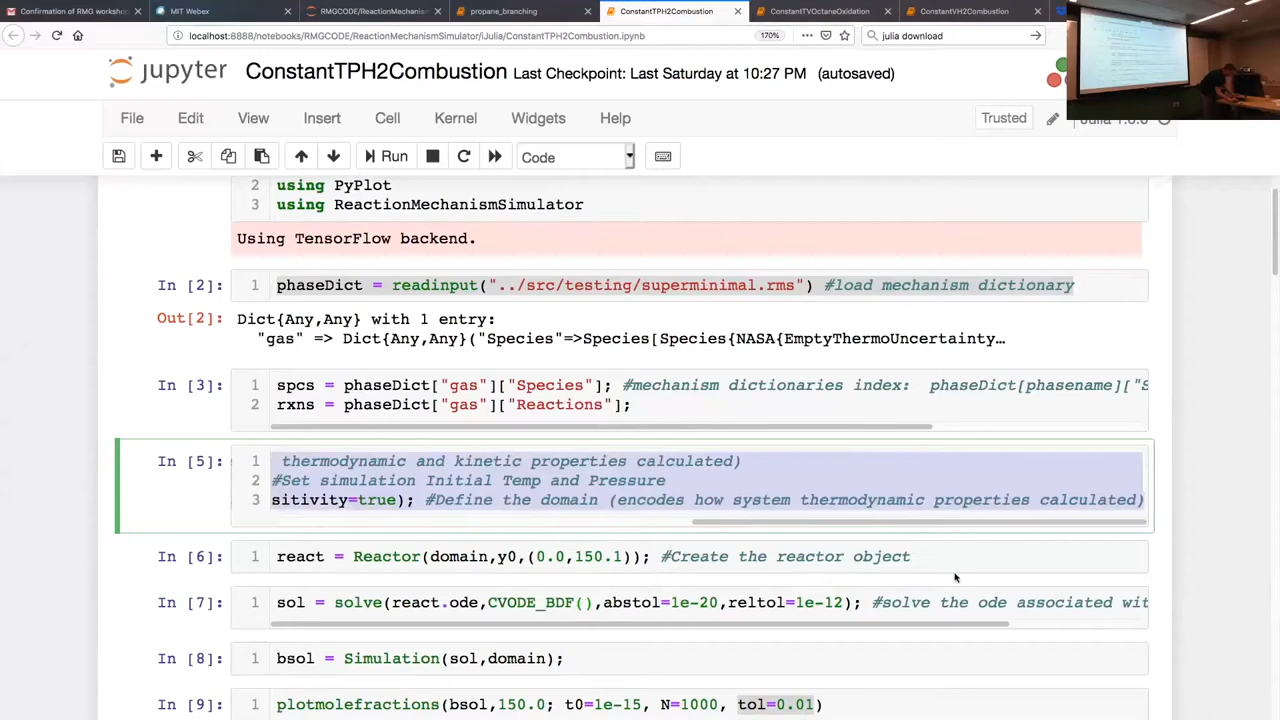 Confirmation of RMG worksho
MIT Webex
RMGCODE/ReactionMechanism
propane_branching
ConstantTPH2Combustion
ConstantTVOctaneOxidation
ConstantVH2Combustion
localhost:8888/notebooks/RMGCODE/ReactionMechanismSimulator/iJulia/ConstantTPH2Combustion.ipynb
170%
julia download
jupyter
ConstantTPH2Combustion
Last Checkpoint: Last Saturday at 10:27 PM (autosaved)
File
Edit
View
Insert
Cell
Kernel
Widgets
Help
Trusted
Run
Code
2 using PyPlot
3 using ReactionMechanismSimulator
Using TensorFlow backend.
In [2]: 1 phaseDict = readinput("../src/testing/superminimal.rms") #load mechanism dictionary
Out[2]: Dict{Any,Any} with 1 entry:
"gas" => Dict{Any,Any}("Species"=>Species[Species{NASA{EmptyThermoUncertainty…
In [3]: 1 spcs = phaseDict["gas"]["Species"]; #mechanism dictionaries index:  phaseDict[phasename]["S
2 rxns = phaseDict["gas"]["Reactions"];
In [5]: 1 thermodynamic and kinetic properties calculated)
2 #Set simulation Initial Temp and Pressure
3 sitivity=true); #Define the domain (encodes how system thermodynamic properties calculated)
In [6]: 1 react = Reactor(domain,y0,(0.0,150.1)); #Create the reactor object
In [7]: 1 sol = solve(react.ode,CVODE_BDF(),abstol=1e-20,reltol=1e-12); #solve the ode associated wit
In [8]: 1 bsol = Simulation(sol,domain);
In [9]: 1 plotmolefractions(bsol,150.0; t0=1e-15, N=1000, tol=0.01)